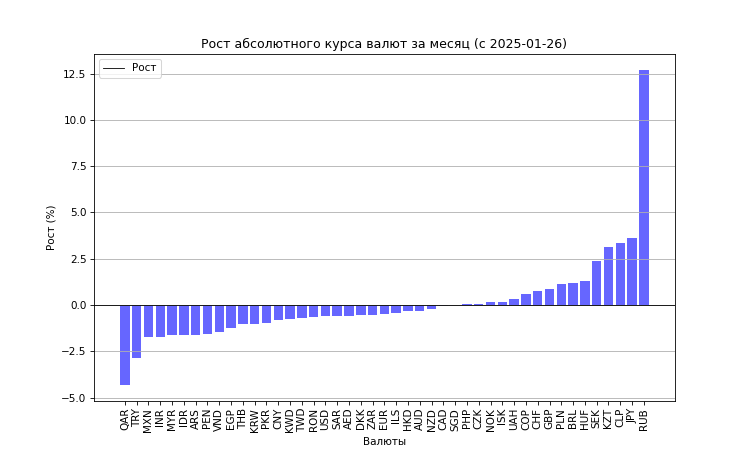 Рост абсолютного курса валют за месяц (с 2025-01-26)
Рост
12.5
10.0
7.5
5.0
2.5
0.0
−2.5
−5.0
Рост (%)
QAR TRY MXN INR MYR IDR ARS PEN VND EGP THB KRW PKR CNY KWD TWD RON USD SAR AED DKK ZAR EUR ILS HKD AUD NZD CAD SGD PHP CZK NOK ISK UAH COP CHF GBP PLN BRL HUF SEK KZT CLP JPY RUB
Валюты